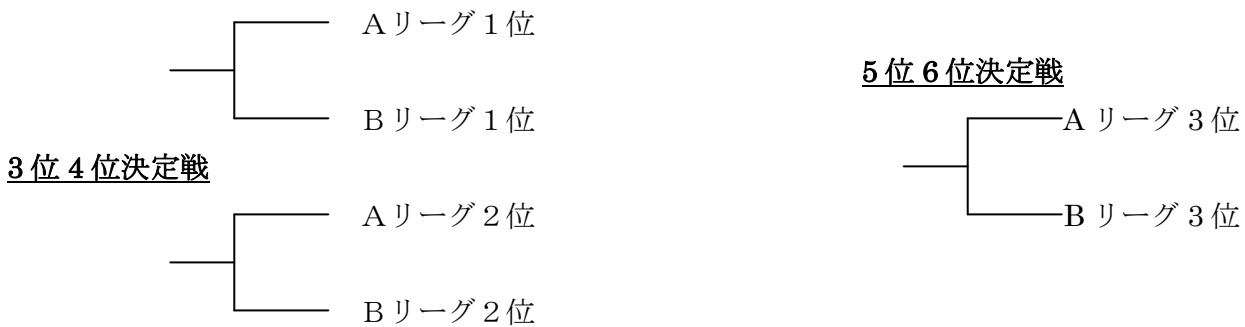 Aリーグ１位
Bリーグ１位
3位4位決定戦
Aリーグ２位
Bリーグ２位
5位6位決定戦
A リーグ 3 位
B リーグ 3 位